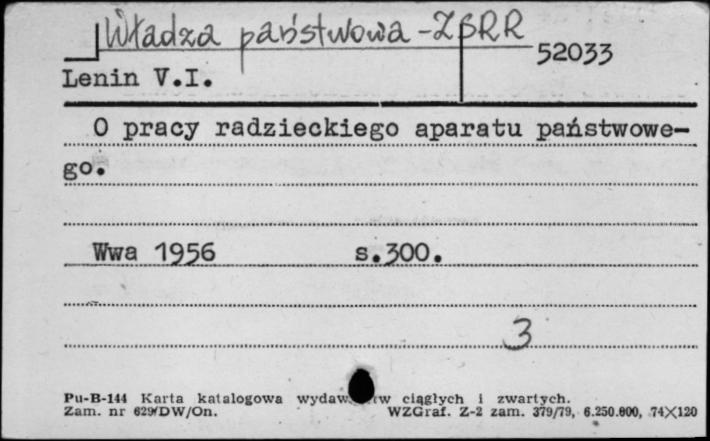 Władza państwowa - ZSRR
52033
Lenin V.I.
O pracy radzieckiego aparatu państwowe-
go.
Wwa 1956 s.300.
3
Pu-B-144 Karta katalogowa wydaw w ciągłych i zwartych.
Zam. nr 629/DW/On. WZGraf. Z-2 zam. 379/79, 6.250.000, 74X120